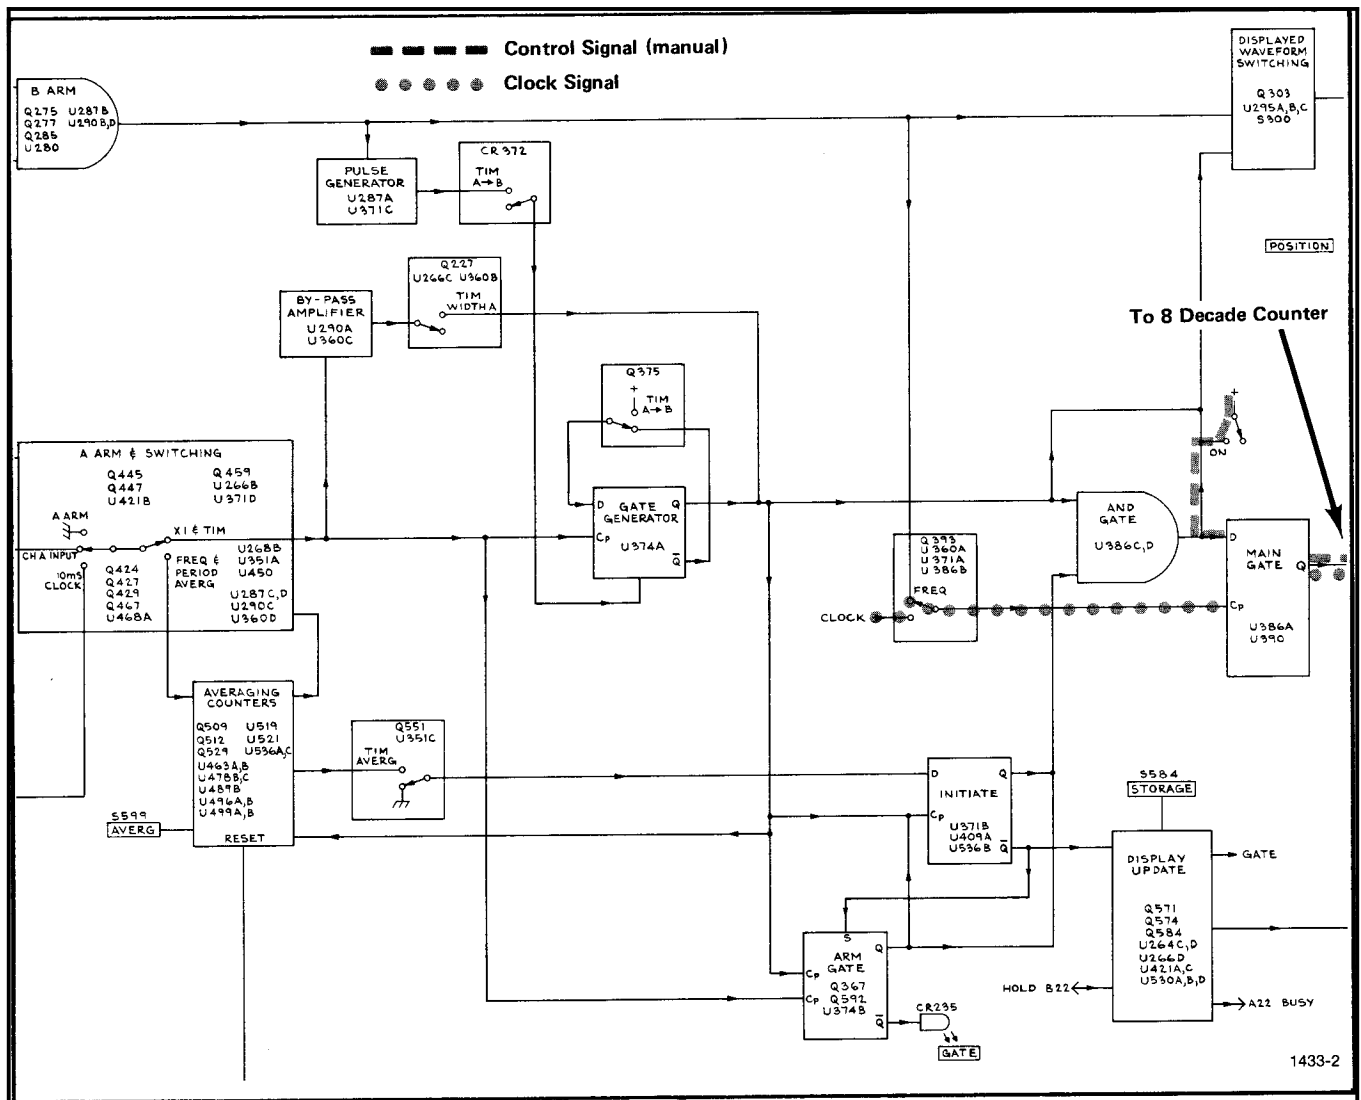 Control Signal (manual)
Clock Signal
B ARM
Q275 U287B
Q277 U290B,D
Q285
U280
DISPLAYED
WAVEFORM
SWITCHING
Q303
U295A,B,C
S300
PULSE
GENERATOR
U287A
U371C
CR372
TIM
A→B
POSITION
BY-PASS
AMPLIFIER
U290A
U360C
Q227
U266C U360B
TIM
WIDTH A
To 8 Decade Counter
Q375
+
TIM
A→B
+
ON
A ARM & SWITCHING
Q445 Q459
Q447 U266B
U421B U371D
A ARM
X1 & TIM
CH A INPUT
10mS
CLOCK
FREQ &
PERIOD
AVERG
U268B
U351A
U450
Q424
Q427
Q429
Q467
U468A
U287C,D
U290C
U360D
D GATE Q
GENERATOR
Cp
U374A
Q̅
AND
GATE
U386C,D
Q393
U360A
U371A
U386B
FREQ
CLOCK
D
MAIN
GATE
Q
Cp
U386A
U390
AVERAGING
COUNTERS
Q509 U519
Q512 U521
Q529 U536A,C
U463A,B
U478B,C
U489B
U496A,B
U499A,B
RESET
S599
AVERG
Q551
U351C
TIM
AVERG
D Q
INITIATE
Cp
U371B
U409A
U536B
Q̅
S584
STORAGE
DISPLAY
UPDATE
GATE
Q571
Q574
Q584
U264C,D
U266D
U421A,C
U530A,B,D
HOLD B22
A22 BUSY
S
Q
ARM
GATE
Cp
Q367
Cp
Q592
U374B
Q̅
CR235
GATE
1433-2